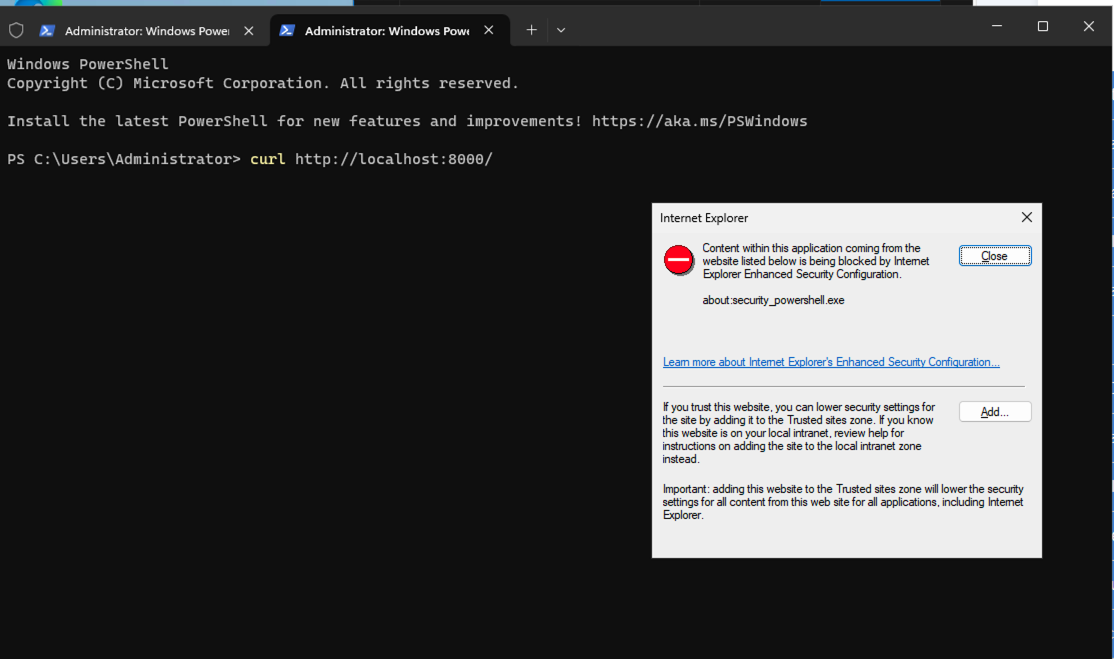 Administrator: Windows Power
Administrator: Windows Powe
Windows PowerShell
Copyright (C) Microsoft Corporation. All rights reserved.
Install the latest PowerShell for new features and improvements! https://aka.ms/PSWindows
PS C:\Users\Administrator> curl http://localhost:8000/
Internet Explorer
Content within this application coming from the
website listed below is being blocked by Internet
Explorer Enhanced Security Configuration.
Close
about:security_powershell.exe
Learn more about Internet Explorer's Enhanced Security Configuration...
If you trust this website, you can lower security settings for
the site by adding it to the Trusted sites zone. If you know
this website is on your local intranet, review help for
instructions on adding the site to the local intranet zone
instead.
Add...
Important: adding this website to the Trusted sites zone will lower the security
settings for all content from this web site for all applications, including Internet
Explorer.